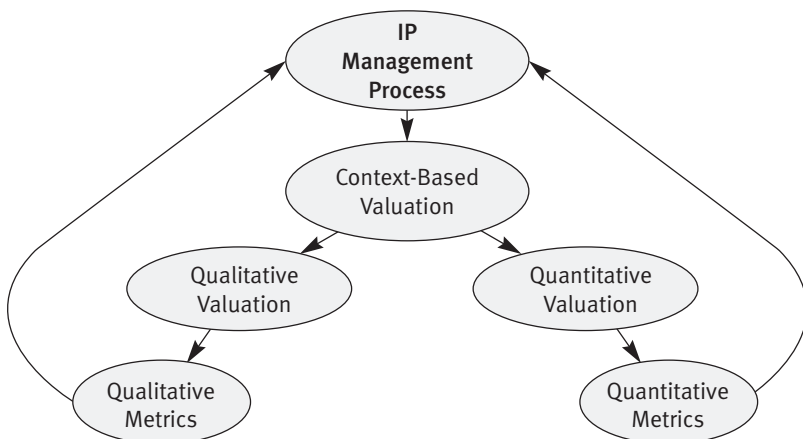 IP
Management
Process
Context-Based
Valuation
Qualitative
Valuation
Quantitative
Valuation
Qualitative
Metrics
Quantitative
Metrics